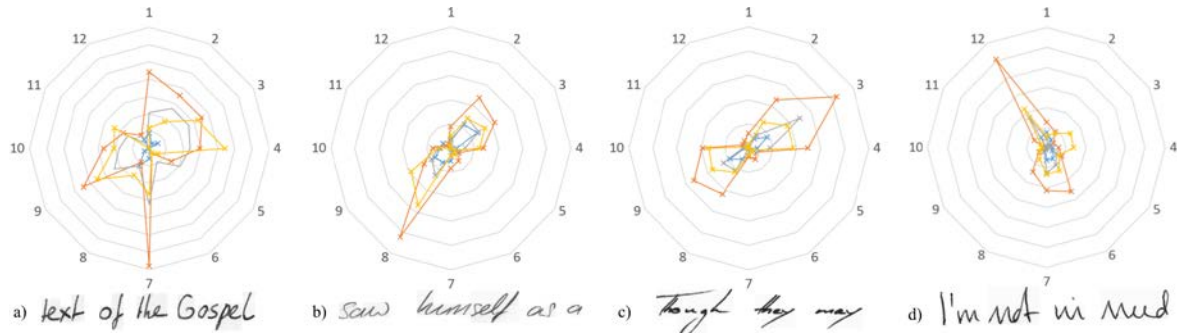 1 1 1 1
12 2 12 2 12 2 12 2
11 3 11 3 11 3 11 3
10 4 10 4 10 4 10 4
9 5 9 5 9 5 9 5
8 6 8 6 8 6 8 6
7 7 7 7
a) text of the Gospel b) saw himself as a c) Though they may d) I'm not in need